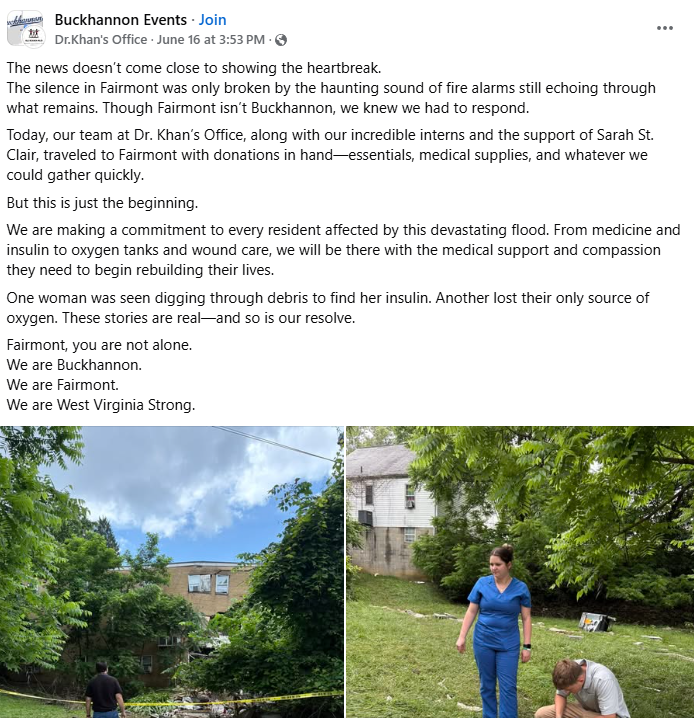 Buckhannon Events · Join
Dr.Khan's Office · June 16 at 3:53 PM ·
The news doesn't come close to showing the heartbreak.
The silence in Fairmont was only broken by the haunting sound of fire alarms still echoing through
what remains. Though Fairmont isn't Buckhannon, we knew we had to respond.
Today, our team at Dr. Khan's Office, along with our incredible interns and the support of Sarah St.
Clair, traveled to Fairmont with donations in hand—essentials, medical supplies, and whatever we
could gather quickly.
But this is just the beginning.
We are making a commitment to every resident affected by this devastating flood. From medicine and
insulin to oxygen tanks and wound care, we will be there with the medical support and compassion
they need to begin rebuilding their lives.
One woman was seen digging through debris to find her insulin. Another lost their only source of
oxygen. These stories are real—and so is our resolve.
Fairmont, you are not alone.
We are Buckhannon.
We are Fairmont.
We are West Virginia Strong.